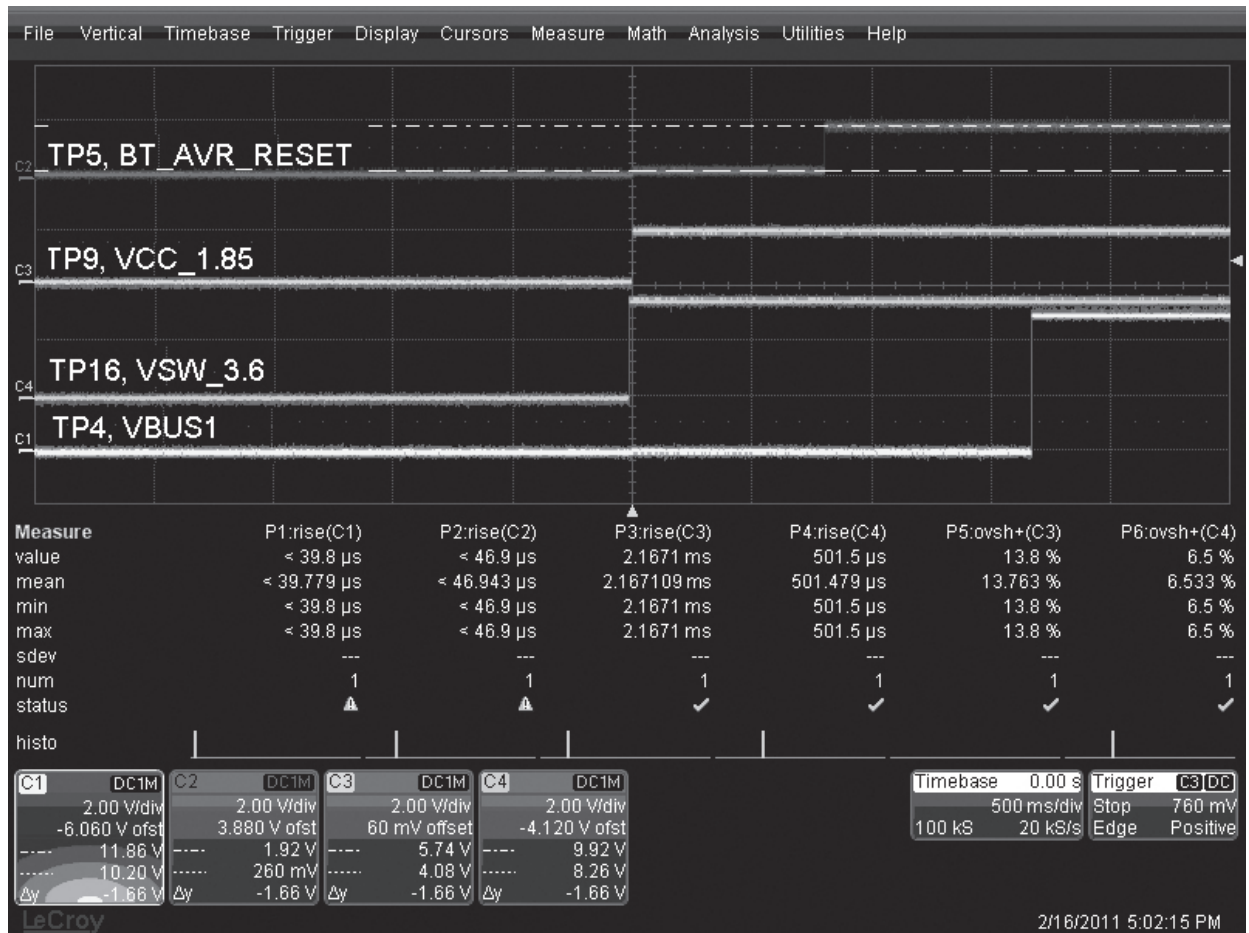 File Vertical Timebase Trigger Display Cursors Measure Math Analysis Utilities Help
C2
TP5, BT_AVR_RESET
C3
TP9, VCC_1.85
TP16, VSW_3.6
C4
TP4, VBUS1
C1
Measure P1:rise(C1) P2:rise(C2) P3:rise(C3) P4:rise(C4) P5:ovsh+(C3) P6:ovsh+(C4)
value < 39.8 µs < 46.9 µs 2.1671 ms 501.5 µs 13.8 % 6.5 %
mean < 39.779 µs < 46.943 µs 2.167109 ms 501.479 µs 13.763 % 6.533 %
min < 39.8 µs < 46.9 µs 2.1671 ms 501.5 µs 13.8 % 6.5 %
max < 39.8 µs < 46.9 µs 2.1671 ms 501.5 µs 13.8 % 6.5 %
sdev --- --- --- --- --- ---
num 1 1 1 1 1 1
status
histo
C1 DC1M C2 DC1M C3 DC1M C4 DC1M Timebase 0.00 s Trigger C3 DC
2.00 V/div 2.00 V/div 2.00 V/div 2.00 V/div 500 ms/div Stop 760 mV
-6.060 V ofst 3.880 V ofst 60 mV offset -4.120 V ofst 100 kS 20 kS/s Edge Positive
11.86 V 1.92 V 5.74 V 9.92 V
10.20 V 260 mV 4.08 V 8.26 V
Δy -1.66 V Δy -1.66 V Δy -1.66 V Δy -1.66 V
LeCroy
2/16/2011 5:02:15 PM